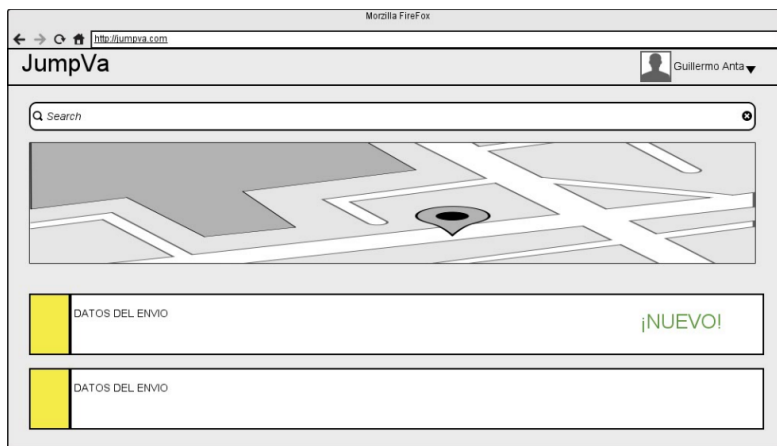 Morzilla FireFox
http://jumpva.com
JumpVa
Guillermo Anta
Search
DATOS DEL ENVIO
¡NUEVO!
DATOS DEL ENVIO